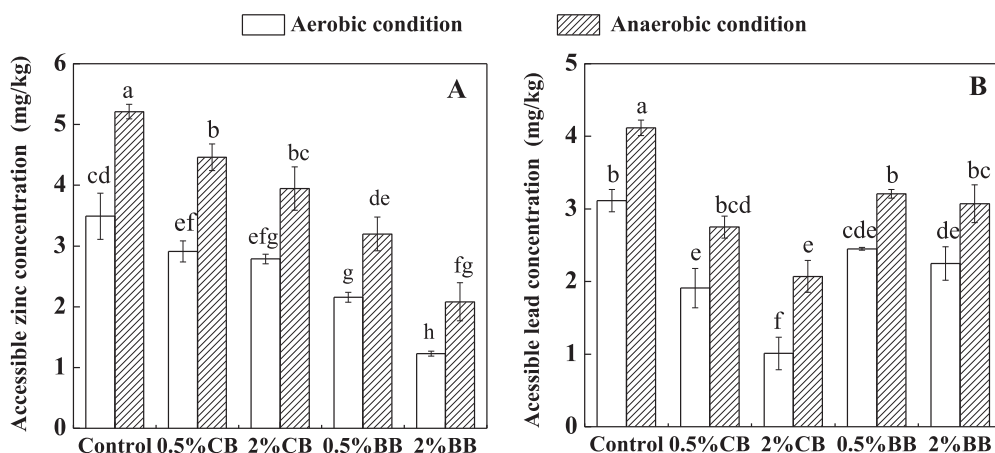 Aerobic condition Anaerobic condition
Accessible zinc concentration (mg/kg)
6
5
4
3
2
1
0
A
cd a
ef b
efg bc
g de
h fg
Control 0.5%CB 2%CB 0.5%BB 2%BB
Acessible lead concentration (mg/kg)
5
4
3
2
1
0
B
b a
e bcd
f e
cde b
de bc
Control 0.5%CB 2%CB 0.5%BB 2%BB